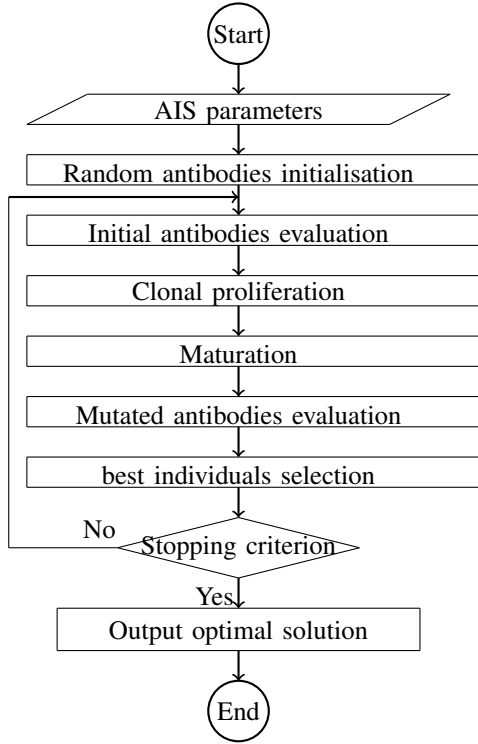 Start
AIS parameters
Random antibodies initialisation
Initial antibodies evaluation
Clonal proliferation
Maturation
Mutated antibodies evaluation
best individuals selection
No
Stopping criterion
Yes
Output optimal solution
End